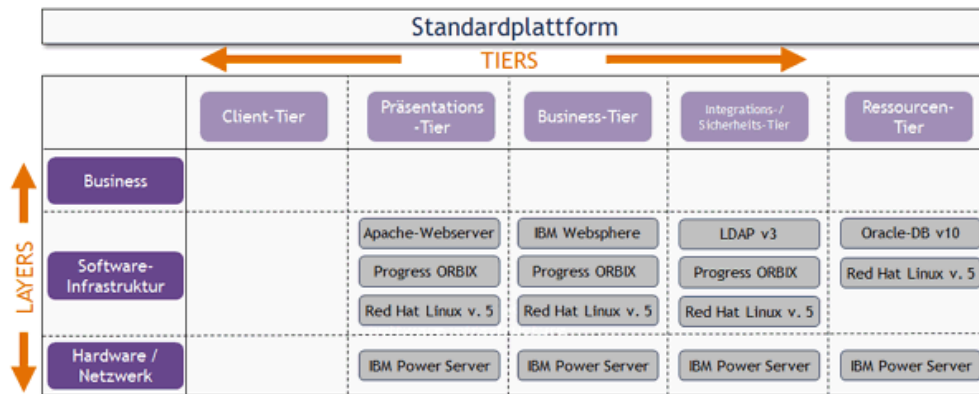 Standardplattform
TIERS
Client-Tier
Präsentations
-Tier
Business-Tier
Integrations-/
Sicherheits-Tier
Ressourcen-
Tier
LAYERS
Business
Software-
Infrastruktur
Apache-Webserver
IBM Websphere
LDAP v3
Oracle-DB v10
Progress ORBIX
Progress ORBIX
Progress ORBIX
Red Hat Linux v. 5
Red Hat Linux v. 5
Red Hat Linux v. 5
Red Hat Linux v. 5
Hardware /
Netzwerk
IBM Power Server
IBM Power Server
IBM Power Server
IBM Power Server